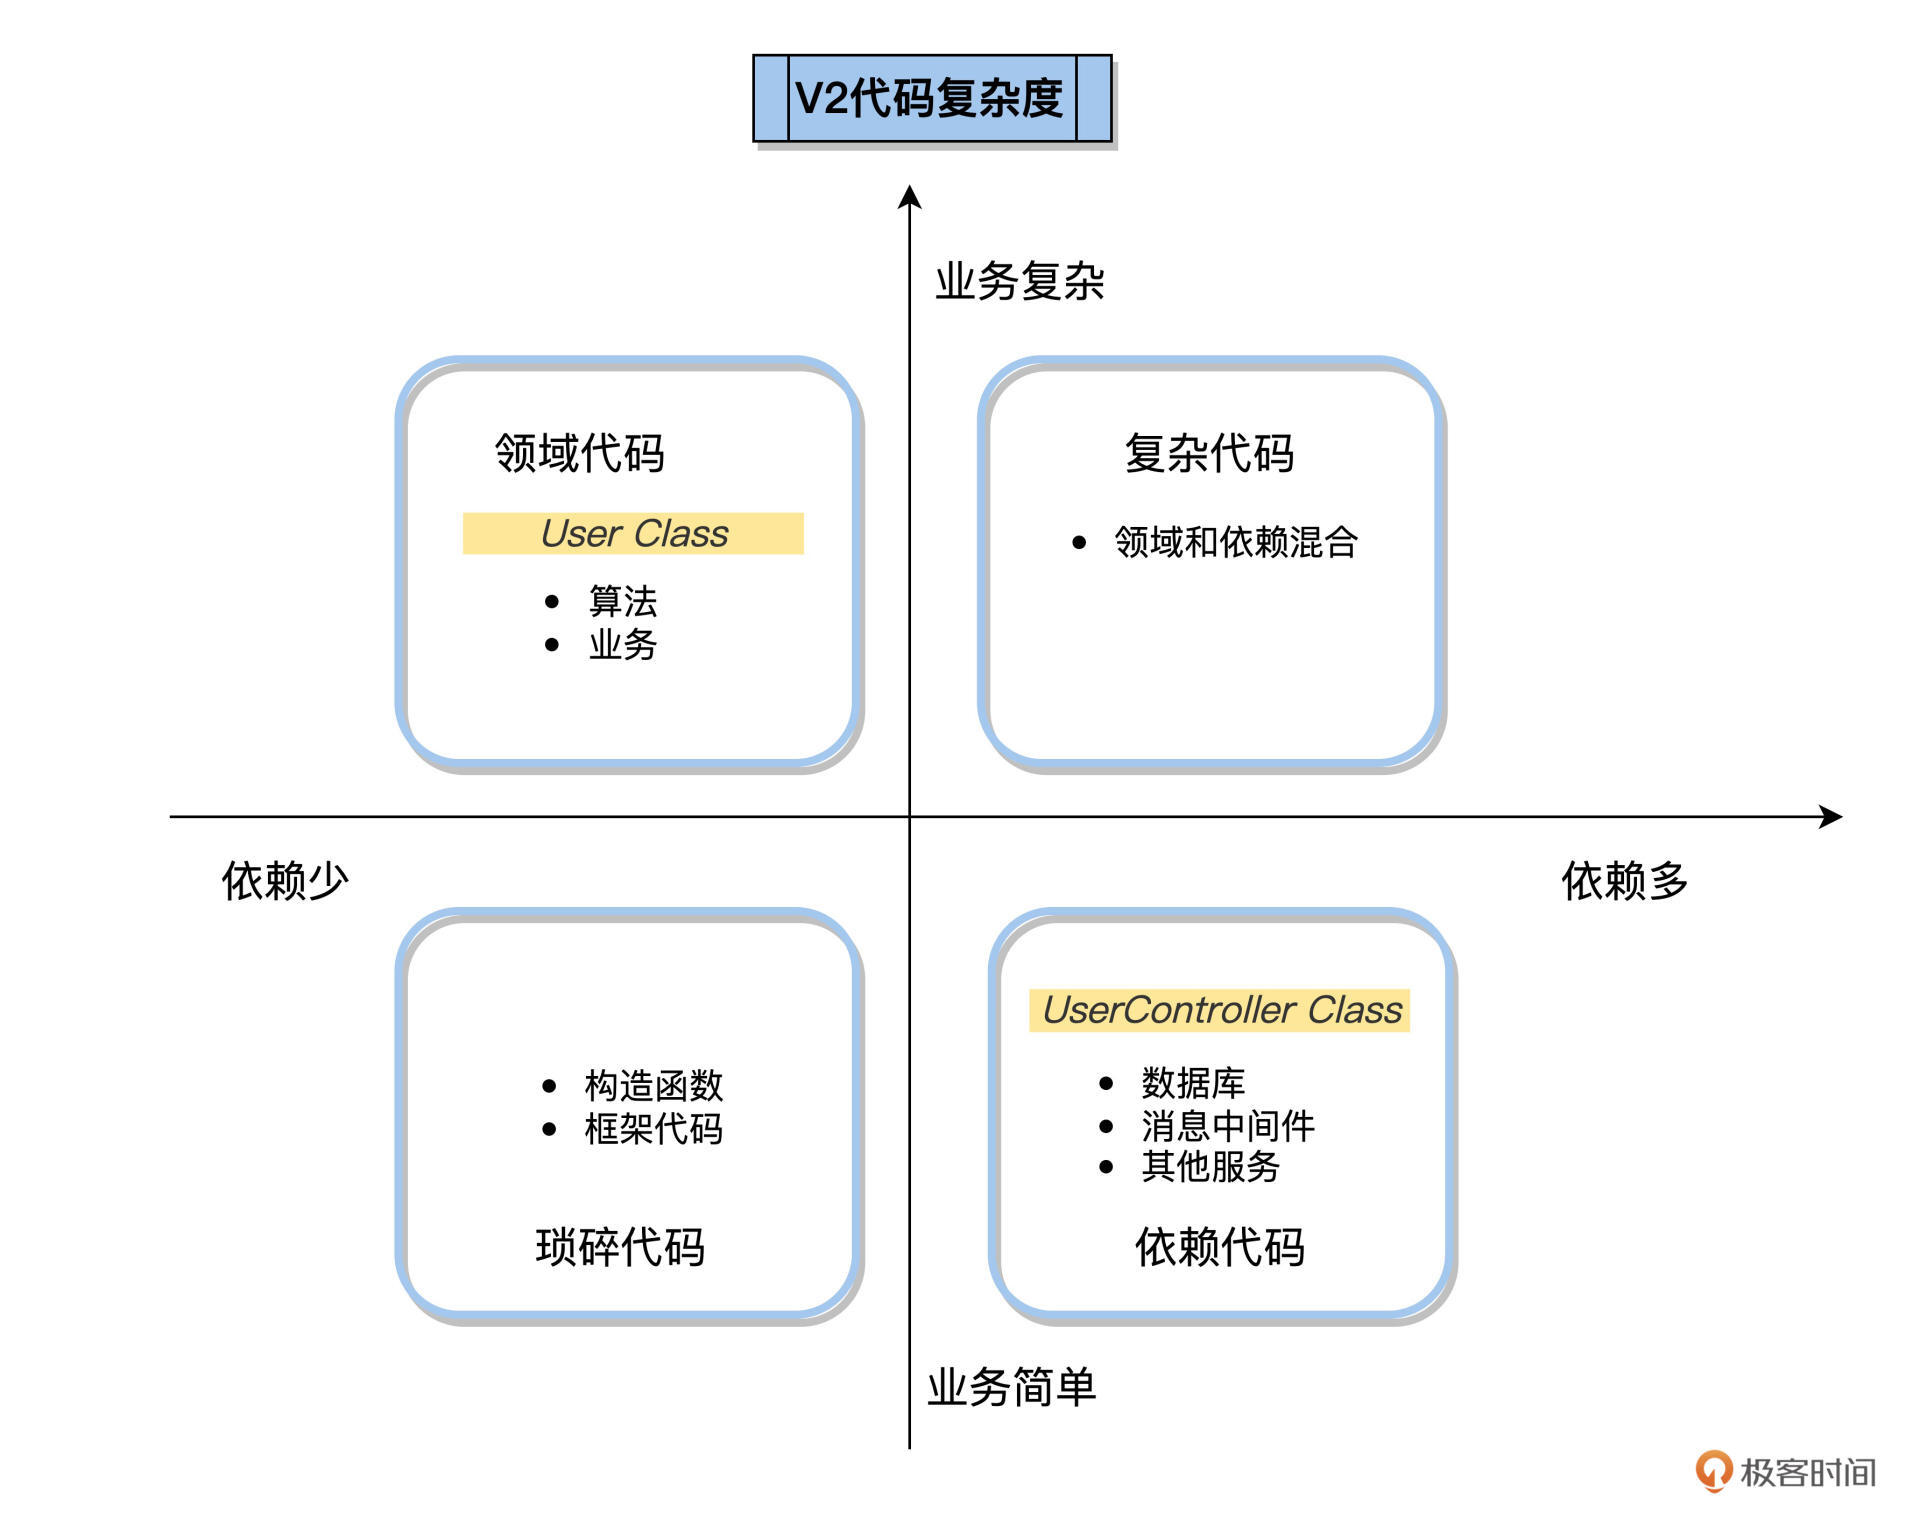 V2代码复杂度
业务复杂
领域代码
User Class
算法
业务
复杂代码
领域和依赖混合
依赖少
依赖多
构造函数
框架代码
琐碎代码
UserController Class
数据库
消息中间件
其他服务
依赖代码
业务简单
极客时间